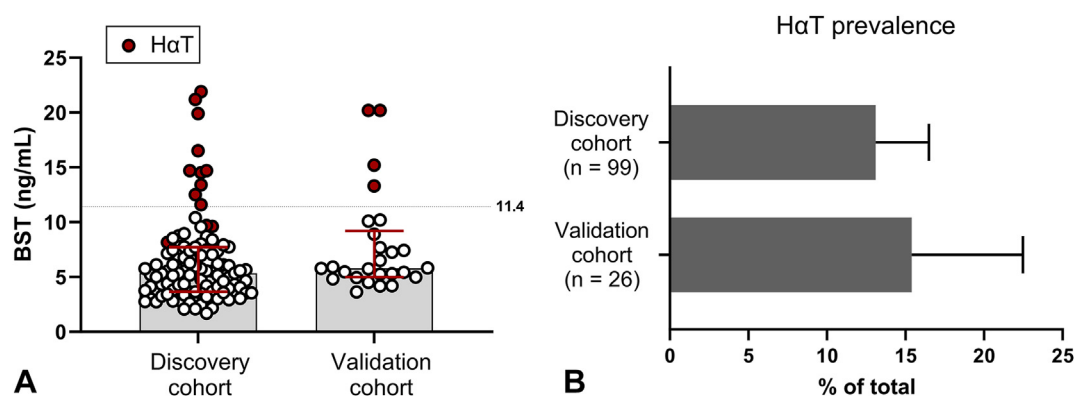 HαT
25
20
15
10
5
0
BST (ng/mL)
11.4
Discovery
cohort
Validation
cohort
A
HαT prevalence
Discovery
cohort
(n = 99)
Validation
cohort
(n = 26)
0 5 10 15 20 25
% of total
B